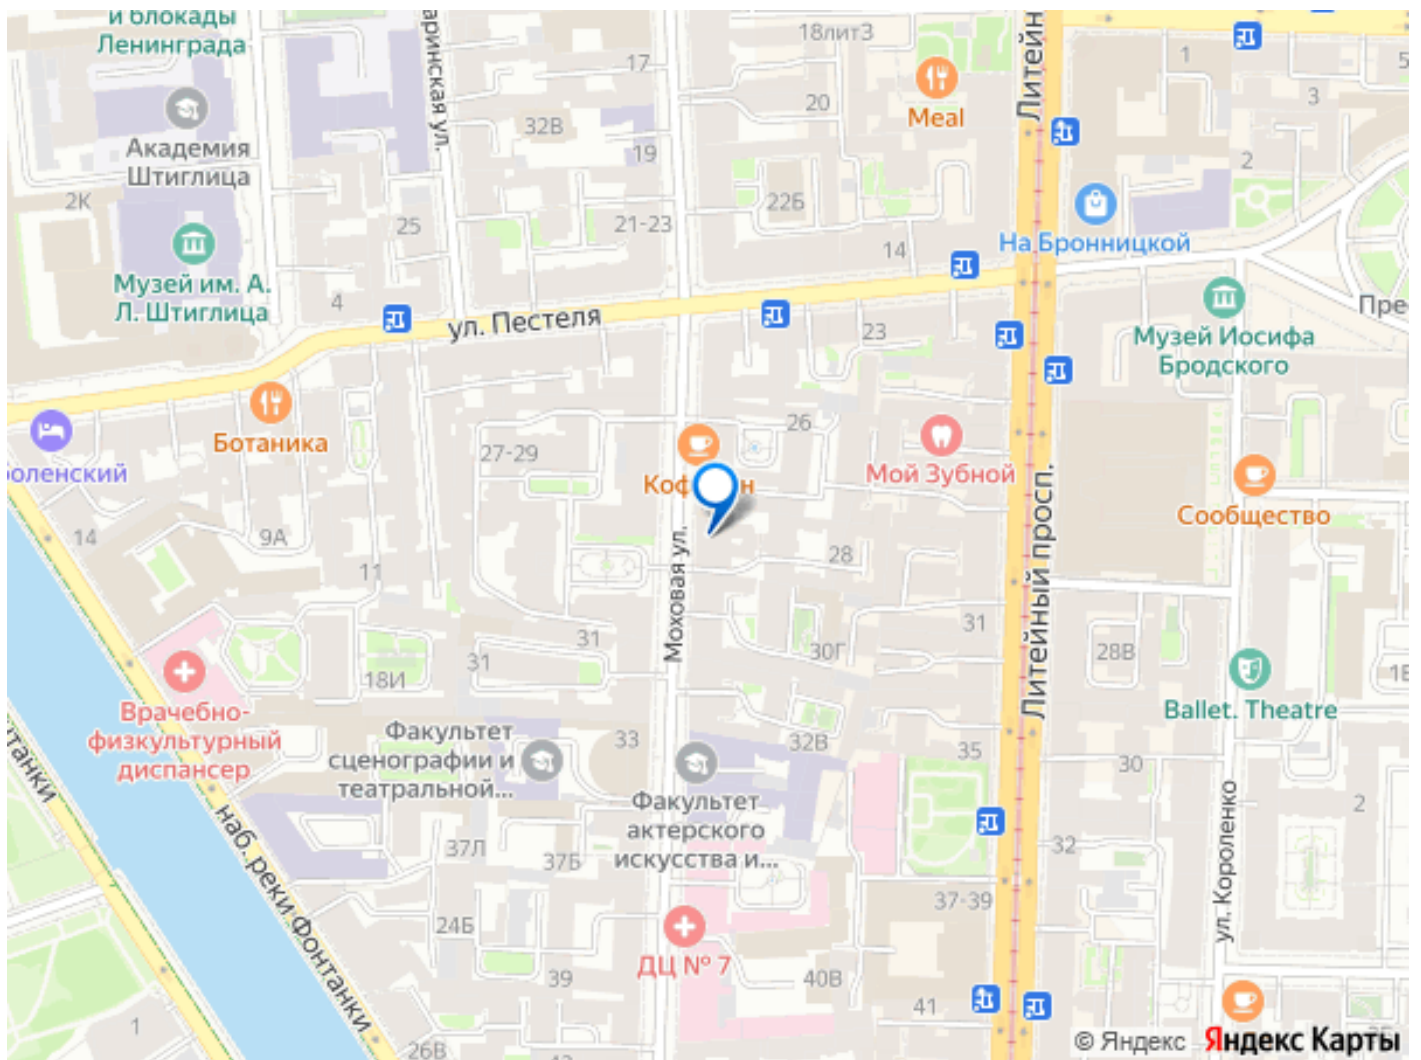 и блокады
Ленинграда
Академия
Штиглица
2К
Музей им. А.
Л. Штиглица
25
4
32В
17
19
21-23
18литЗ
20
22Б
14
Meal
1
5
3
2
На Бронницкой
ул. Пестеля
23
Музей Иосифа
Бродского
Ботаника
27-29
26
Мой Зубной
Сообщество
14
9А
11
28
Моховая ул.
Литейный просп.
31
31
31
30Г
28В
18И
Врачебно-
физкультурный
диспансер
Факультет
сценографии и
театральной...
33
32В
35
Ballet. Theatre
30
2
Факультет
актерского
искусства и...
37Л
37Б
32
ул. Короленко
наб. реки Фонтанки
24Б
37-39
39
ДЦ № 7
40В
41
1
26В
© Яндекс
Яндекс Карты